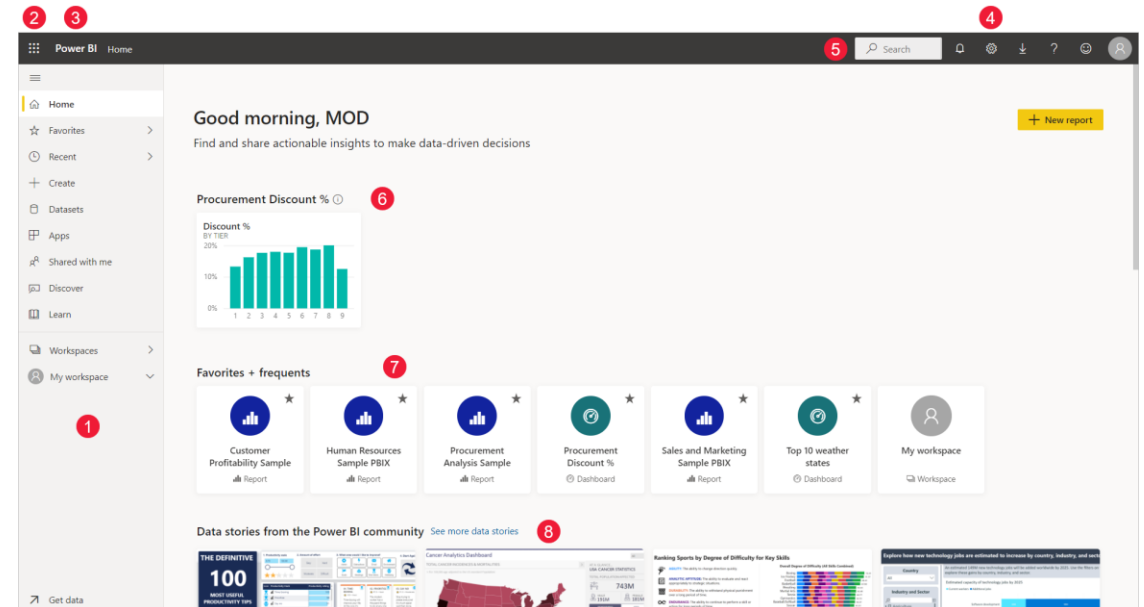 2 3 4
Power BI Home 5 Search
Home
Good morning, MOD
Favorites
New report
Find and share actionable insights to make data-driven decisions
Recent
Create
Procurement Discount % 6
Datasets
Discount %
BY TIER
Apps
20%
Shared with me
10%
Discover
Learn
0%
1 2 3 4 5 6 7 8 9
Workspaces
My workspace
Favorites + frequents 7
1
Customer
Profitability Sample
Report
Human Resources
Sample PBIX
Report
Procurement
Analysis Sample
Report
Procurement
Discount %
Dashboard
Sales and Marketing
Sample PBIX
Report
Top 10 weather
states
Dashboard
My workspace
Workspace
Data stories from the Power BI community See more data stories 8
THE DEFINITIVE
100
MOST USEFUL
PRODUCTIVITY TIPS
Cancer Analytics Dashboard
743M
Ranking Sports by Degree of Difficulty for Key Skills
Explore how new technology jobs are estimated to increase by country, industry, and
Country
Industry and Sector
Get data